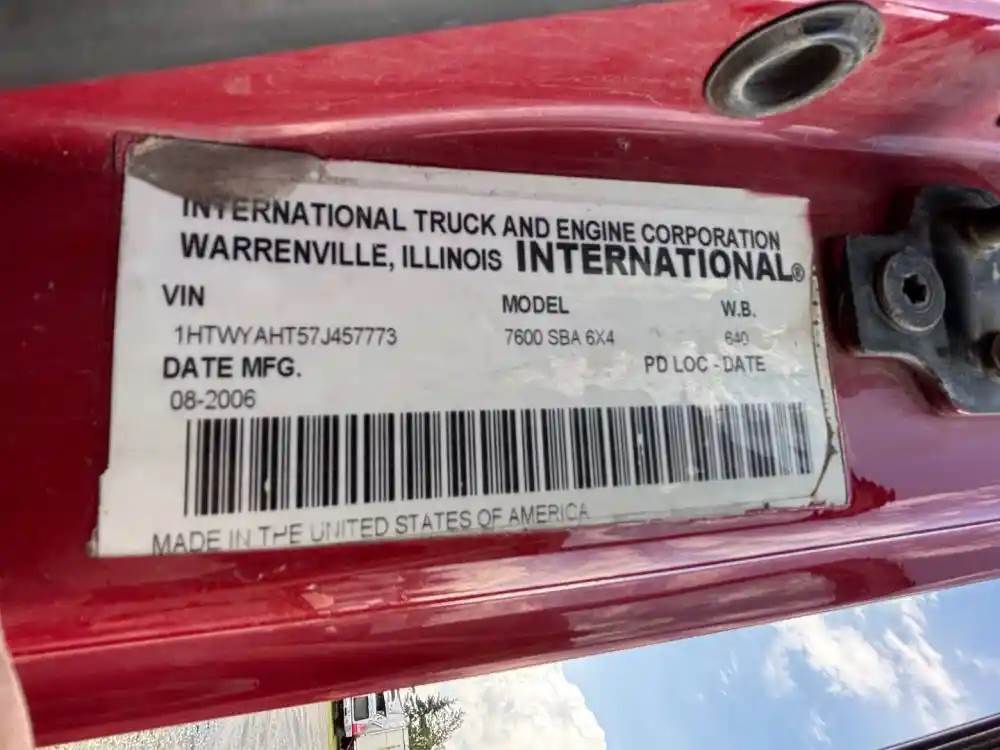 INTERNATIONAL TRUCK AND ENGINE CORPORATION
WARRENVILLE, ILLINOIS INTERNATIONAL®
VIN MODEL W.B.
1HTWYAHT57J457773 7600 SBA 6X4 640
DATE MFG. PD LOC - DATE
08-2006
MADE IN THE UNITED STATES OF AMERICA